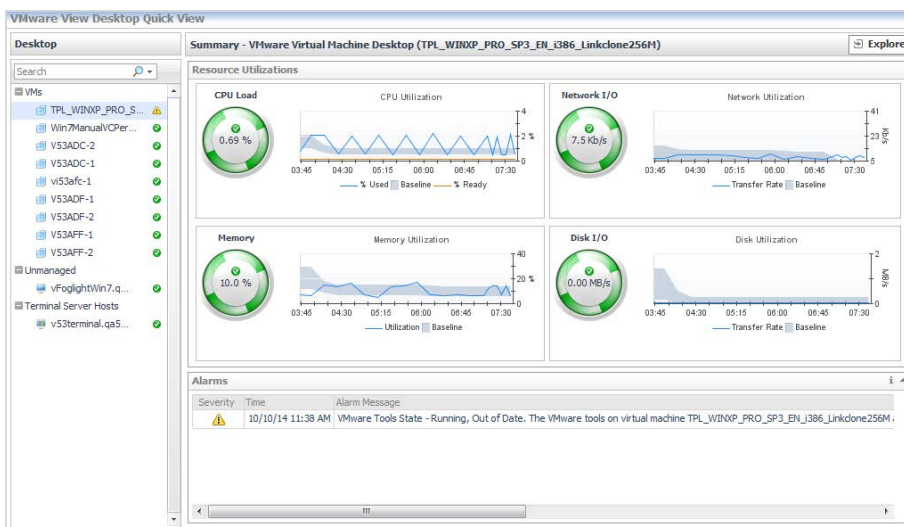 VMware View Desktop Quick View
Desktop
Summary - VMware Virtual Machine Desktop (TPL_WINXP_PRO_SP3_EN_i386_Linkclone256M)
Explore
Search
VMs
TPL_WINXP_PRO_S...
Win7ManualVCPer...
V53ADC-2
V53ADC-1
vi53afc-1
V53ADF-1
V53ADF-2
V53AFF-1
V53AFF-2
Unmanaged
vFoglightWin7.q...
Terminal Server Hosts
v53terminal.qa5...
Resource Utilizations
CPU Load
0.69 %
CPU Utilization
4
2 %
0
03:45 04:30 05:15 06:00 06:45 07:30
% Used Baseline % Ready
Network I/O
7.5 Kb/s
Network Utilization
41
23
5
Kb/s
03:45 04:30 05:15 06:00 06:45 07:30
Transfer Rate Baseline
Memory
10.0 %
Memory Utilization
40
20 %
0
03:45 04:30 05:15 06:00 06:45 07:30
Utilization Baseline
Disk I/O
0.00 MB/s
Disk Utilization
2
0
MB/s
03:45 04:30 05:15 06:00 06:45 07:30
Transfer Rate Baseline
Alarms
i
Severity Time Alarm Message
10/10/14 11:38 AM VMware Tools State - Running, Out of Date. The VMware tools on virtual machine TPL_WINXP_PRO_SP3_EN_i386_Linkclone256M